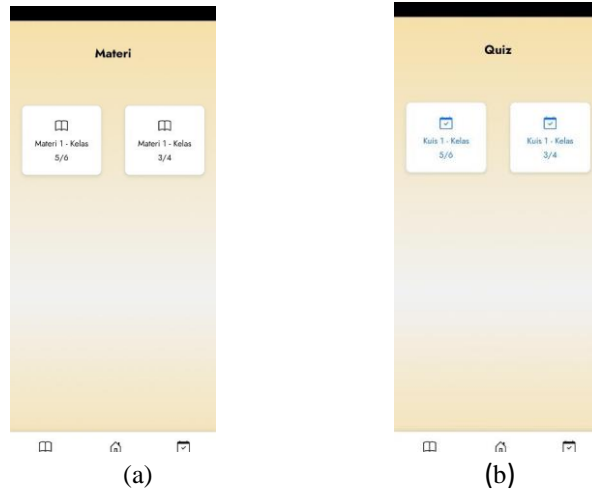 Materi
Materi 1 - Kelas
5/6
Materi 1 - Kelas
3/4
(a)
Quiz
Kuis 1 - Kelas
5/6
Kuis 1 - Kelas
3/4
(b)